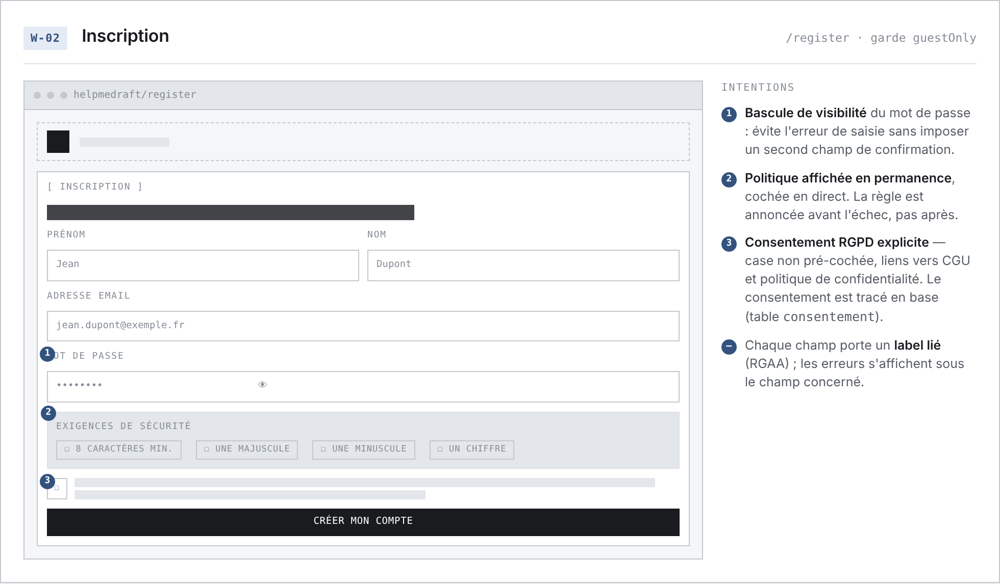 W-02 Inscription /register · garde guestOnly
helpmedraft/register
[ INSCRIPTION ]
PRÉNOM NOM
Jean Dupont
ADRESSE EMAIL
jean.dupont@exemple.fr
1 OT DE PASSE
•••••••• 👁
2
EXIGENCES DE SÉCURITÉ
□ 8 CARACTÈRES MIN. □ UNE MAJUSCULE □ UNE MINUSCULE □ UN CHIFFRE
3 □
CRÉER MON COMPTE
INTENTIONS
1 Bascule de visibilité du mot de passe
: évite l'erreur de saisie sans imposer
un second champ de confirmation.
2 Politique affichée en permanence,
cochée en direct. La règle est
annoncée avant l'échec, pas après.
3 Consentement RGPD explicite —
case non pré-cochée, liens vers CGU
et politique de confidentialité. Le
consentement est tracé en base
(table consentement).
– Chaque champ porte un label lié
(RGAA) ; les erreurs s'affichent sous
le champ concerné.